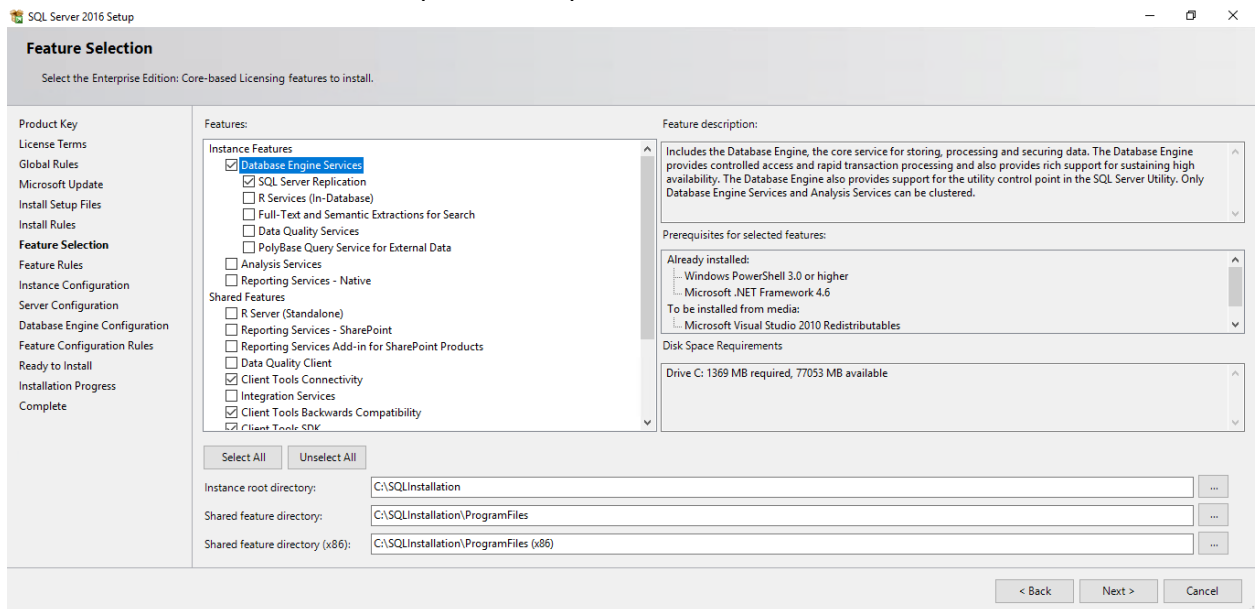 SQL Server 2016 Setup
Feature Selection
Select the Enterprise Edition: Core-based Licensing features to install.
Product Key
License Terms
Global Rules
Microsoft Update
Install Setup Files
Install Rules
Feature Selection
Feature Rules
Instance Configuration
Server Configuration
Database Engine Configuration
Feature Configuration Rules
Ready to Install
Installation Progress
Complete
Features:
Instance Features
Database Engine Services
SQL Server Replication
R Services (In-Database)
Full-Text and Semantic Extractions for Search
Data Quality Services
PolyBase Query Service for External Data
Analysis Services
Reporting Services - Native
Shared Features
R Server (Standalone)
Reporting Services - SharePoint
Reporting Services Add-in for SharePoint Products
Data Quality Client
Client Tools Connectivity
Integration Services
Client Tools Backwards Compatibility
Client Tools SDK
Feature description:
Includes the Database Engine, the core service for storing, processing and securing data. The Database Engine
provides controlled access and rapid transaction processing and also provides rich support for sustaining high
availability. The Database Engine also provides support for the utility control point in the SQL Server Utility. Only
Database Engine Services and Analysis Services can be clustered.
Prerequisites for selected features:
Already installed:
Windows PowerShell 3.0 or higher
Microsoft .NET Framework 4.6
To be installed from media:
Microsoft Visual Studio 2010 Redistributables
Disk Space Requirements
Drive C: 1369 MB required, 77053 MB available
Select All
Unselect All
Instance root directory:
C:\SQLInstallation
...
Shared feature directory:
C:\SQLInstallation\ProgramFiles
...
Shared feature directory (x86):
C:\SQLInstallation\ProgramFiles (x86)
...
< Back
Next >
Cancel